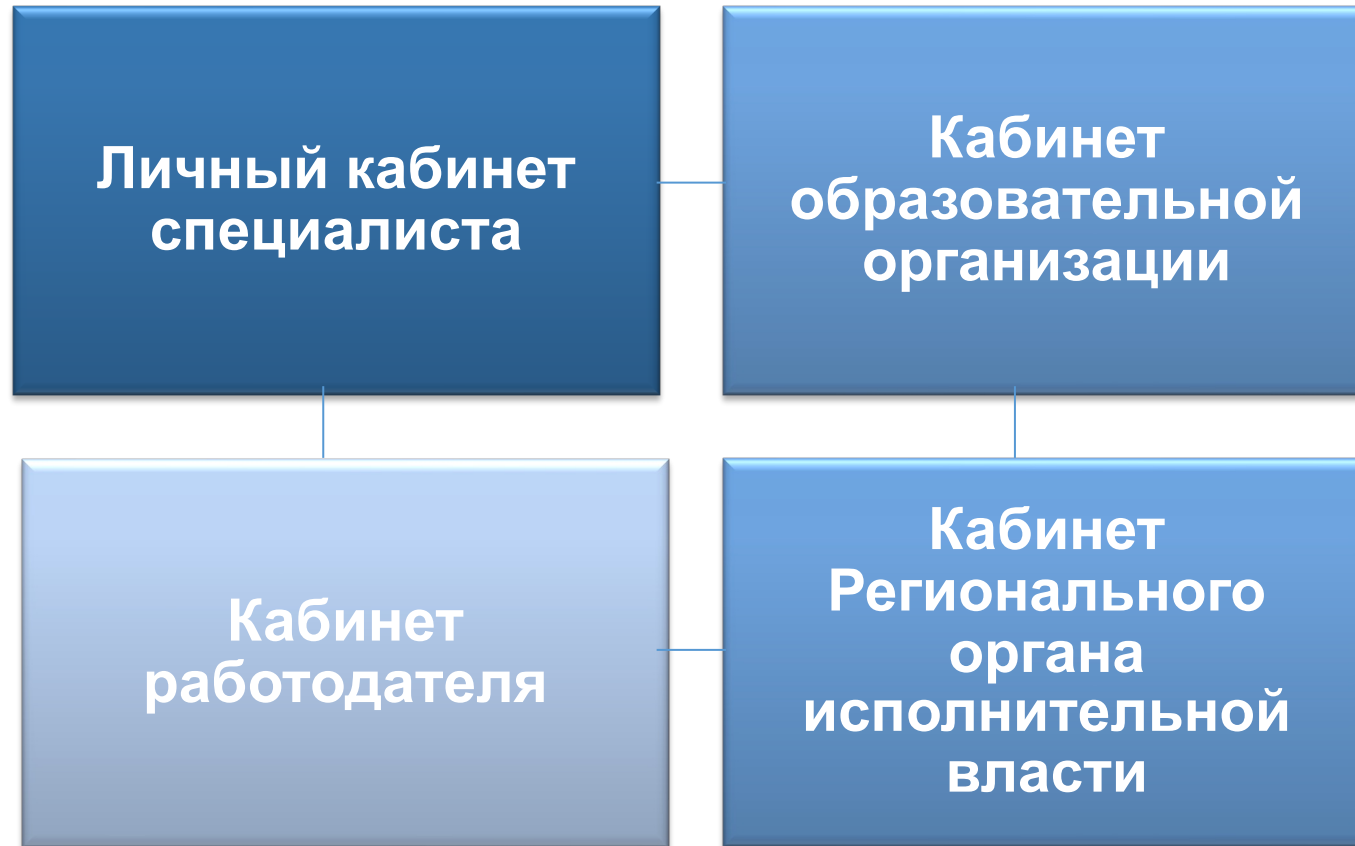 Личный кабинет
специалиста
Кабинет
образовательной
организации
Кабинет
работодателя
Кабинет
Регионального
органа
исполнительной
власти